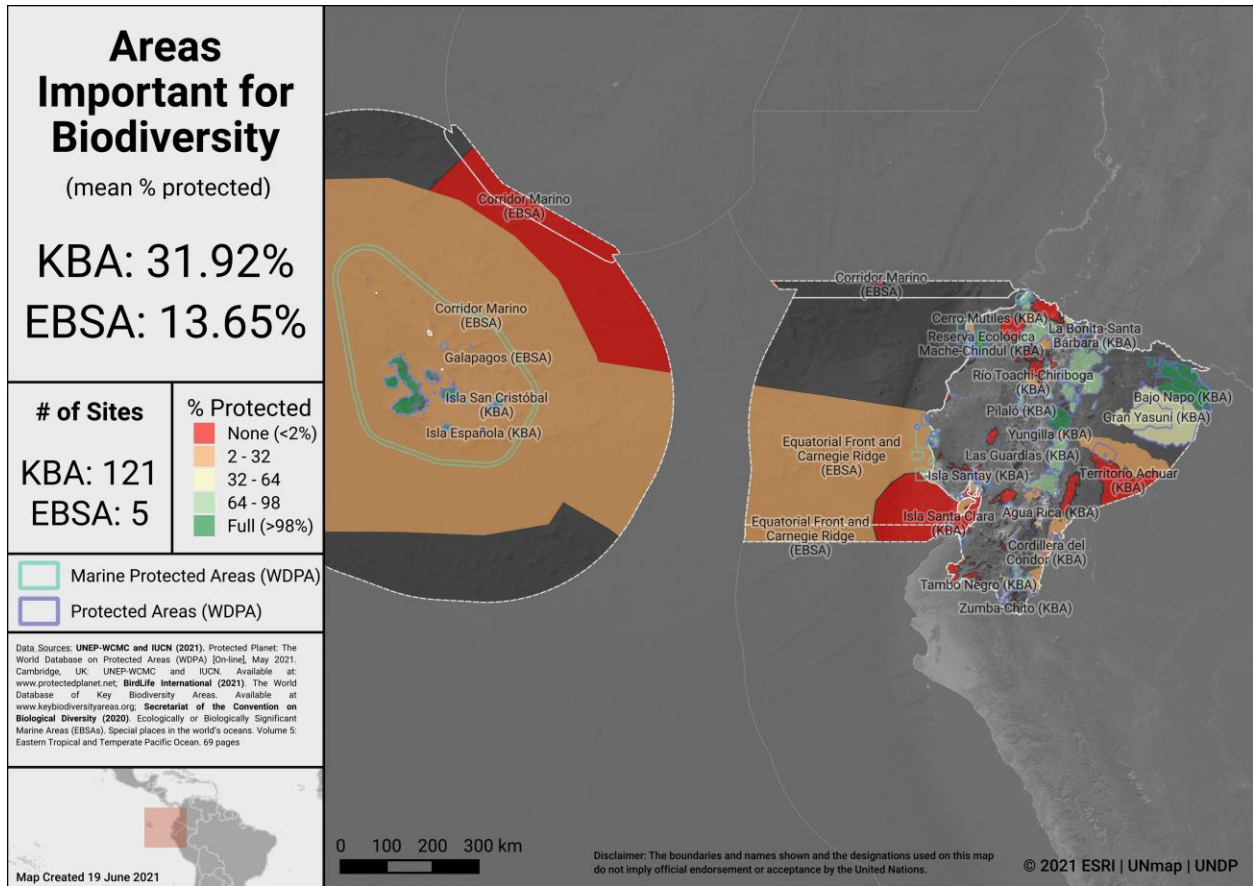 Areas
Important for
Biodiversity
(mean % protected)
KBA: 31.92%
EBSA: 13.65%
# of Sites
KBA: 121
EBSA: 5
% Protected
None (<2%)
2 - 32
32 - 64
64 - 98
Full (>98%)
Marine Protected Areas (WDPA)
Protected Areas (WDPA)
Data Sources: UNEP-WCMC and IUCN (2021). Protected Planet: The
World Database on Protected Areas (WDPA) [On-line], May 2021.
Cambridge, UK: UNEP-WCMC and IUCN. Available at:
www.protectedplanet.net; BirdLife International (2021). The World
Database of Key Biodiversity Areas. Available at
www.keybiodiversityareas.org; Secretariat of the Convention on
Biological Diversity (2020). Ecologically or Biologically Significant
Marine Areas (EBSAs). Special places in the world's oceans. Volume 5:
Eastern Tropical and Temperate Pacific Ocean. 69 pages
Map Created 19 June 2021
Corridor Marino
(EBSA)
Corridor Marino
(EBSA)
Galapagos (EBSA)
Isla San Cristóbal
(KBA)
Isla Española (KBA)
Corridor Marino
(EBSA)
Cerro Mutiles (KBA)
La Bonita-Santa
Bárbara (KBA)
Reserva Ecológica
Mache-Chindul (KBA)
Río Toachi-Chiriboga
(KBA)
Bajo Napo (KBA)
Pilaló (KBA)
Gran Yasuní (KBA)
Yungilla (KBA)
Equatorial Front and
Carnegie Ridge
(EBSA)
Las Guardias (KBA)
Isla Santay (KBA)
Territorio Achuar
(KBA)
Isla Santa Clara
(KBA)
Agua Rica (KBA)
Equatorial Front and
Carnegie Ridge
(EBSA)
Cordillera del
Condor (KBA)
Tambo Negro (KBA)
Zumba-Chito (KBA)
0 100 200 300 km
Disclaimer: The boundaries and names shown and the designations used on this map
do not imply official endorsement or acceptance by the United Nations.
© 2021 ESRI | UNmap | UNDP